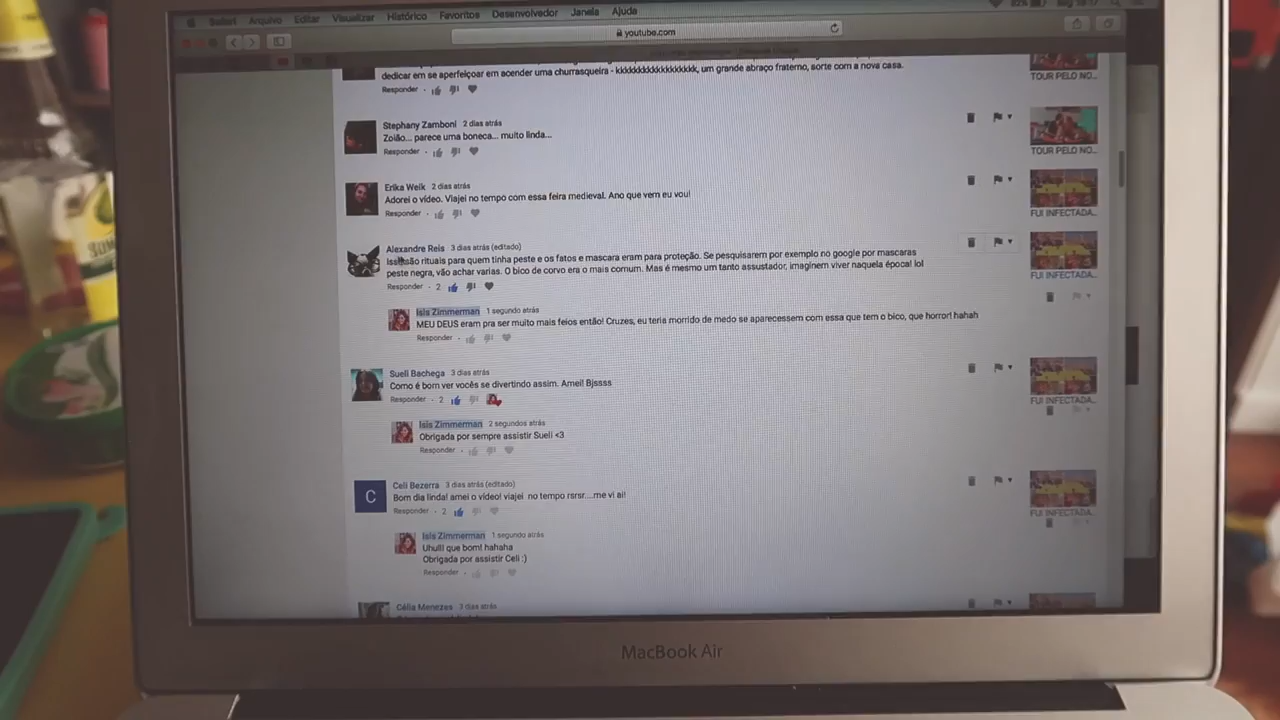 Safari Arquivo Editar Visualizar Histórico Favoritos Desenvolvedor Janela Ajuda
youtube.com
dedicar em se aperfeiçoar em acender uma churrasqueira - kkkkkkkkkkkkkkkkkk, um grande abraço fraterno, sorte com a nova casa.
Responder
TOUR PELO NO...
Stephany Zamboni 2 dias atrás
Zoião... parece uma boneca... muito linda...
Responder
TOUR PELO NO...
Erika Welk 2 dias atrás
Adorei o vídeo. Viajei no tempo com essa feira medieval. Ano que vem eu vou!
Responder
FUI INFECTADA...
Alexandre Reis 3 dias atrás (editado)
são rituais para quem tinha peste e os fatos e mascara eram para proteção. Se pesquisarem por exemplo no google por mascaras
peste negra, vão achar varias. O bico de corvo era o mais comum. Mas é mesmo um tanto assustador, imaginem viver naquela época! lol
Responder · 2
FUI INFECTADA...
Isis Zimmerman 1 segundo atrás
MEU DEUS eram pra ser muito mais feios então! Cruzes, eu teria morrido de medo se aparecessem com essa que tem o bico, que horror! hahah
Responder
Sueli Bachega 3 dias atrás
Como é bom ver vocês se divertindo assim. Amei! Bjssss
Responder · 2
FUI INFECTADA...
Isis Zimmerman 2 segundos atrás
Obrigada por sempre assistir Sueli <3
Responder
C
Celi Bezerra 3 dias atrás (editado)
Bom dia linda! amei o vídeo! viajei no tempo rsrsr....me vi ai!
Responder · 2
FUI INFECTADA...
Isis Zimmerman 1 segundo atrás
Uhulll que bom! hahaha
Obrigada por assistir Celi :)
Responder
Célia Menezes 3 dias atrás
MacBook Air